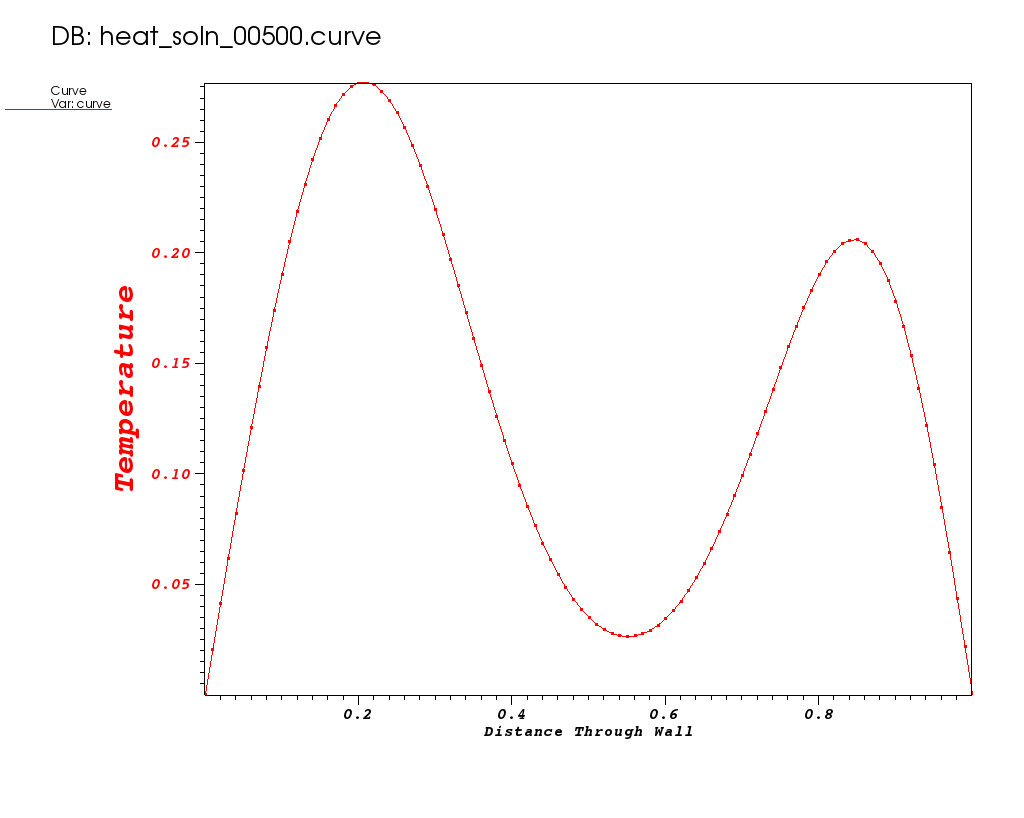 DB: heat_soln_00500.curve
Curve
Var: curve
0.25
0.20
0.15
0.10
0.05
Temperature
0.2 0.4 0.6 0.8
Distance Through Wall